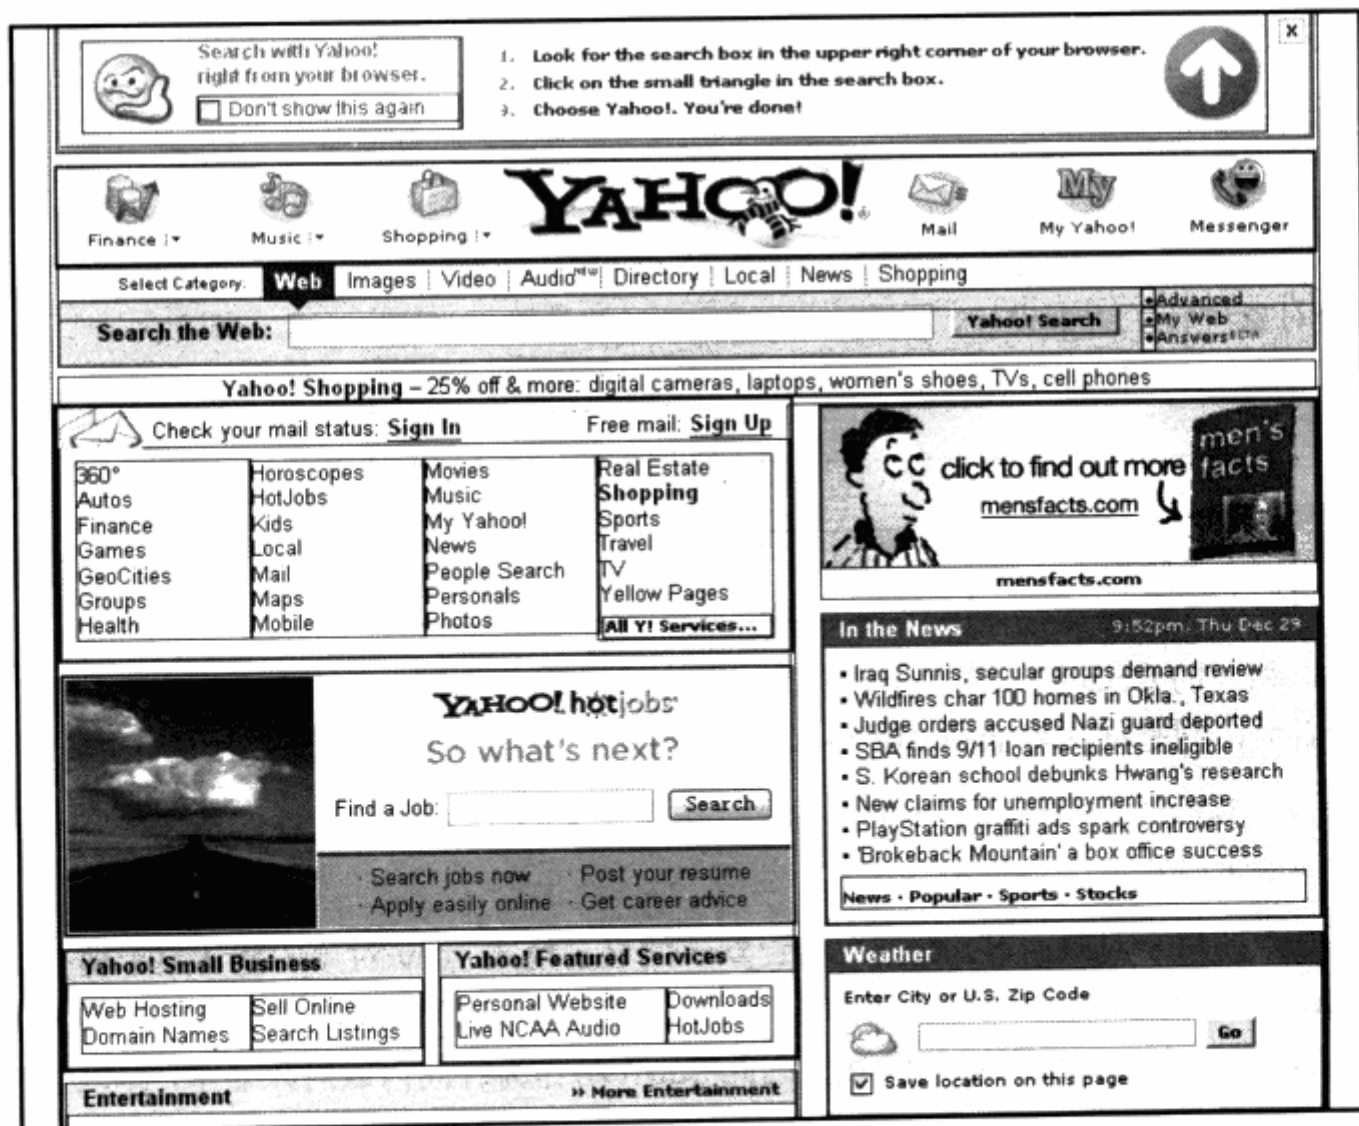 Search with Yahoo!
right from your browser.
Don't show this again
1. Look for the search box in the upper right corner of your browser.
2. Click on the small triangle in the search box.
3. Choose Yahoo!. You're done!
x
YAHOO!
Finance
Music
Shopping
Mail
My
My Yahoo!
Messenger
Select Category: Web Images Video Audio New Directory Local News Shopping
Search the Web: Yahoo! Search
•Advanced
•My Web
•Answers BETA
Yahoo! Shopping – 25% off & more: digital cameras, laptops, women's shoes, TVs, cell phones
Check your mail status: Sign In Free mail: Sign Up
360° Horoscopes Movies Real Estate
Autos HotJobs Music Shopping
Finance Kids My Yahoo! Sports
Games Local News Travel
GeoCities Mail People Search TV
Groups Maps Personals Yellow Pages
Health Mobile Photos All Y! Services...
click to find out more
mensfacts.com
men's
facts
mensfacts.com
YAHOO! hotjobs
So what's next?
Find a Job: Search
· Search jobs now · Post your resume
· Apply easily online · Get career advice
In the News 9:52pm, Thu Dec 29
• Iraq Sunnis, secular groups demand review
• Wildfires char 100 homes in Okla., Texas
• Judge orders accused Nazi guard deported
• SBA finds 9/11 loan recipients ineligible
• S. Korean school debunks Hwang's research
• New claims for unemployment increase
• PlayStation graffiti ads spark controversy
• 'Brokeback Mountain' a box office success
News · Popular · Sports · Stocks
Yahoo! Small Business
Web Hosting Sell Online
Domain Names Search Listings
Yahoo! Featured Services
Personal Website Downloads
Live NCAA Audio HotJobs
Weather
Enter City or U.S. Zip Code
Go
Save location on this page
Entertainment » More Entertainment